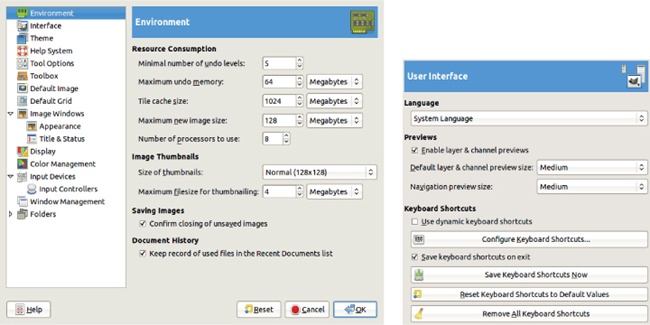 Environment
Interface
Theme
Help System
Tool Options
Toolbox
Default Image
Default Grid
Image Windows
Appearance
Title & Status
Display
Color Management
Input Devices
Input Controllers
Window Management
Folders
Help
Environment
Resource Consumption
Minimal number of undo levels: 5
Maximum undo memory: 64 Megabytes
Tile cache size: 1024 Megabytes
Maximum new image size: 128 Megabytes
Number of processors to use: 8
Image Thumbnails
Size of thumbnails: Normal (128x128)
Maximum filesize for thumbnailing: 4 Megabytes
Saving Images
Confirm closing of unsaved images
Document History
Keep record of used files in the Recent Documents list
Reset Cancel OK
User Interface
Language
System Language
Previews
Enable layer & channel previews
Default layer & channel preview size: Medium
Navigation preview size: Medium
Keyboard Shortcuts
Use dynamic keyboard shortcuts
Configure Keyboard Shortcuts...
Save keyboard shortcuts on exit
Save Keyboard Shortcuts Now
Reset Keyboard Shortcuts to Default Values
Remove All Keyboard Shortcuts